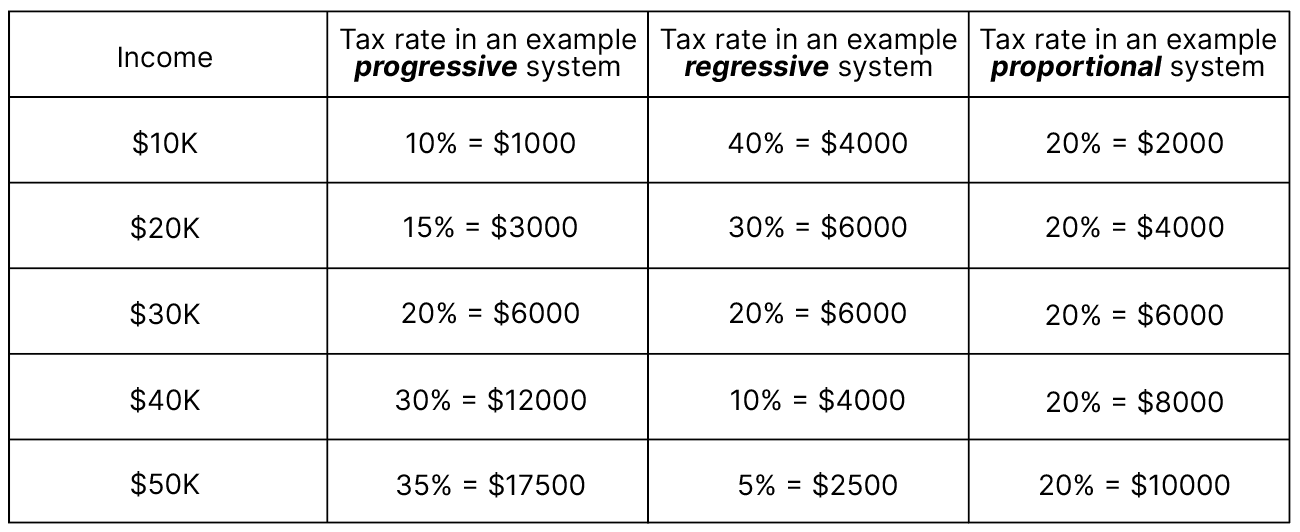 Income
Tax rate in an example
progressive system
Tax rate in an example
regressive system
Tax rate in an example
proportional system
$10K
10% = $1000
40% = $4000
20% = $2000
$20K
15% = $3000
30% = $6000
20% = $4000
$30K
20% = $6000
20% = $6000
20% = $6000
$40K
30% = $12000
10% = $4000
20% = $8000
$50K
35% = $17500
5% = $2500
20% = $10000